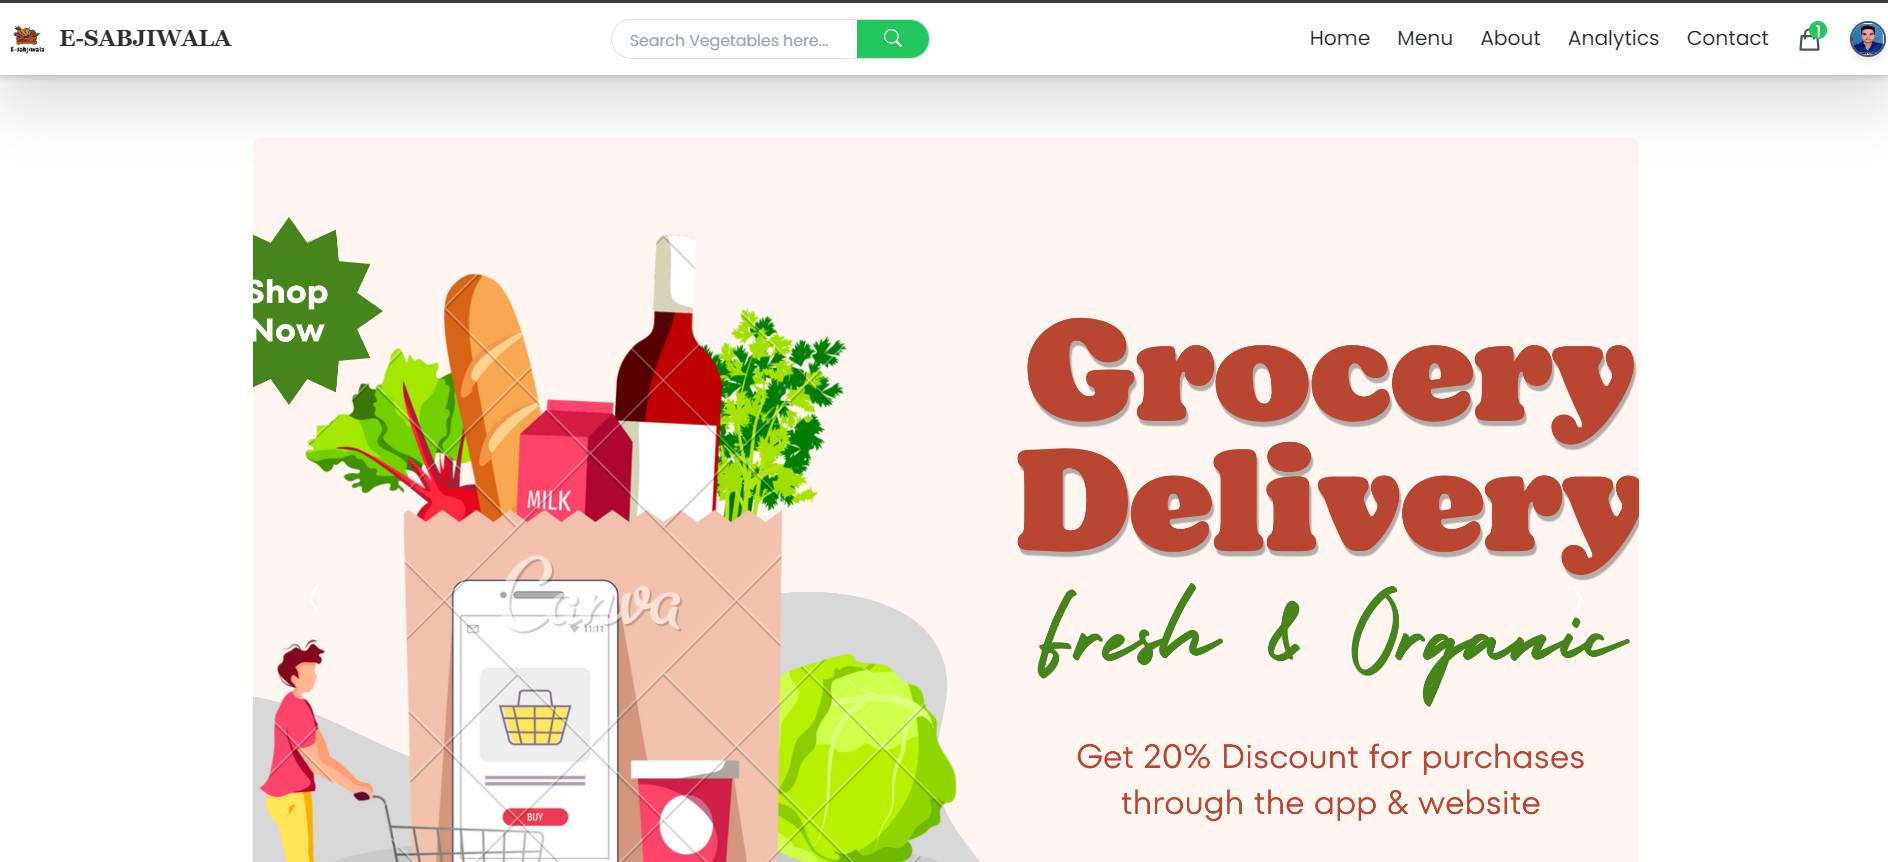 E-sabjiwala
E-SABJIWALA
Search Vegetables here...
Home Menu About Analytics Contact
1
Shop
Now
MILK
Canva
11:11
BUY
Grocery
Delivery
fresh & Organic
Get 20% Discount for purchases
through the app & website